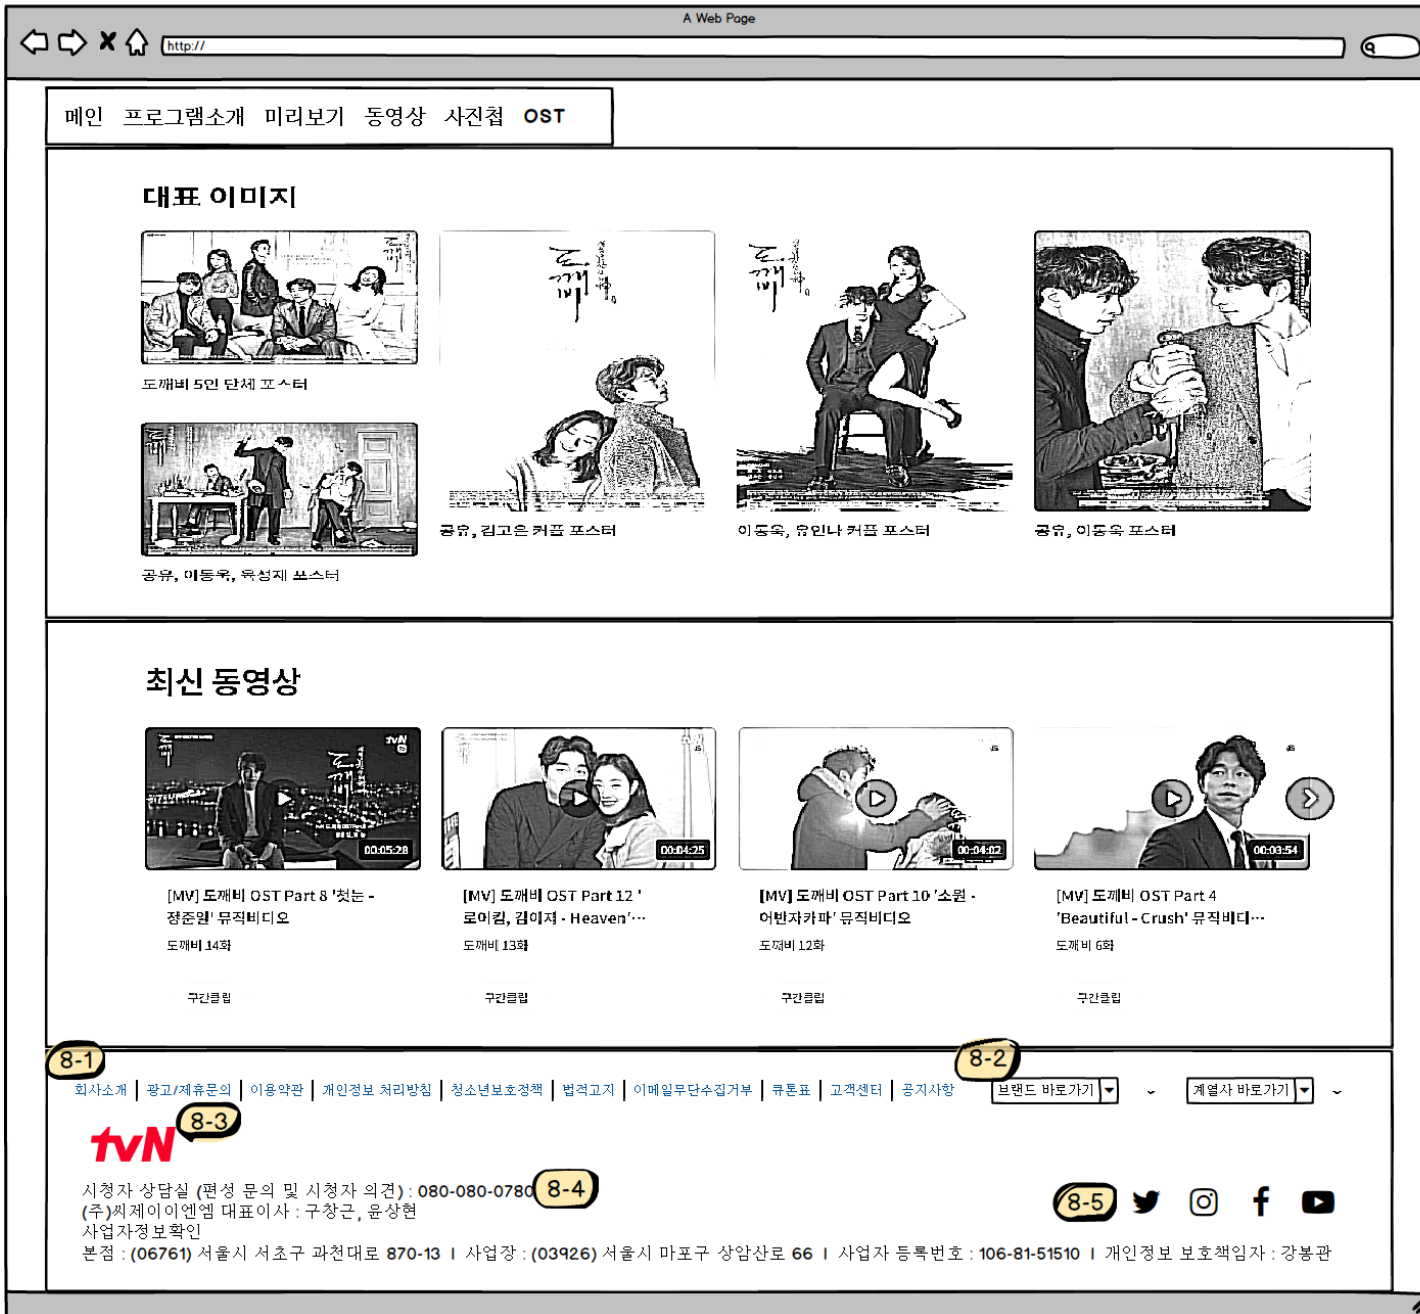 A Web Page
http://
메인 프로그램소개 미리보기 동영상 사진첩 OST
대표 이미지
도깨비
도깨비
도깨비 5인 단체 포스터
공유, 김고은 커플 포스터
이동욱, 유인나 커플 포스터
공유, 이동욱 포스터
공유, 이동욱, 육성재 포스터
최신 동영상
tvN
도깨비
00:05:28
00:04:25
00:04:02
00:03:54
[MV] 도깨비 OST Part 8 '첫눈 -
정준일' 뮤직비디오
도깨비 14화
구간클립
[MV] 도깨비 OST Part 12 '
로이킴, 김이지 - Heaven'…
도깨비 13화
구간클립
[MV] 도깨비 OST Part 10 '소원 -
어반자카파' 뮤직비디오
도깨비 12화
구간클립
[MV] 도깨비 OST Part 4
'Beautiful - Crush' 뮤직비디…
도깨비 6화
구간클립
8-1
8-2
회사소개 | 광고/제휴문의 | 이용약관 | 개인정보 처리방침 | 청소년보호정책 | 법적고지 | 이메일무단수집거부 | 큐톤표 | 고객센터 | 공지사항
브랜드 바로가기
계열사 바로가기
tvN
8-3
시청자 상담실 (편성 문의 및 시청자 의견) : 080-080-0780
8-4
(주)씨제이이엔엠 대표이사 : 구창근, 윤상현
8-5
사업자정보확인
본점 : (06761) 서울시 서초구 과천대로 870-13 I 사업장 : (03926) 서울시 마포구 상암산로 66 I 사업자 등록번호 : 106-81-51510 I 개인정보 보호책임자 : 강봉관